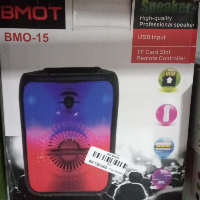 BMOT
BMO-15
Speaker
High-quality
Professional speaker
USB Input
TF Card Slot
Remote Controller